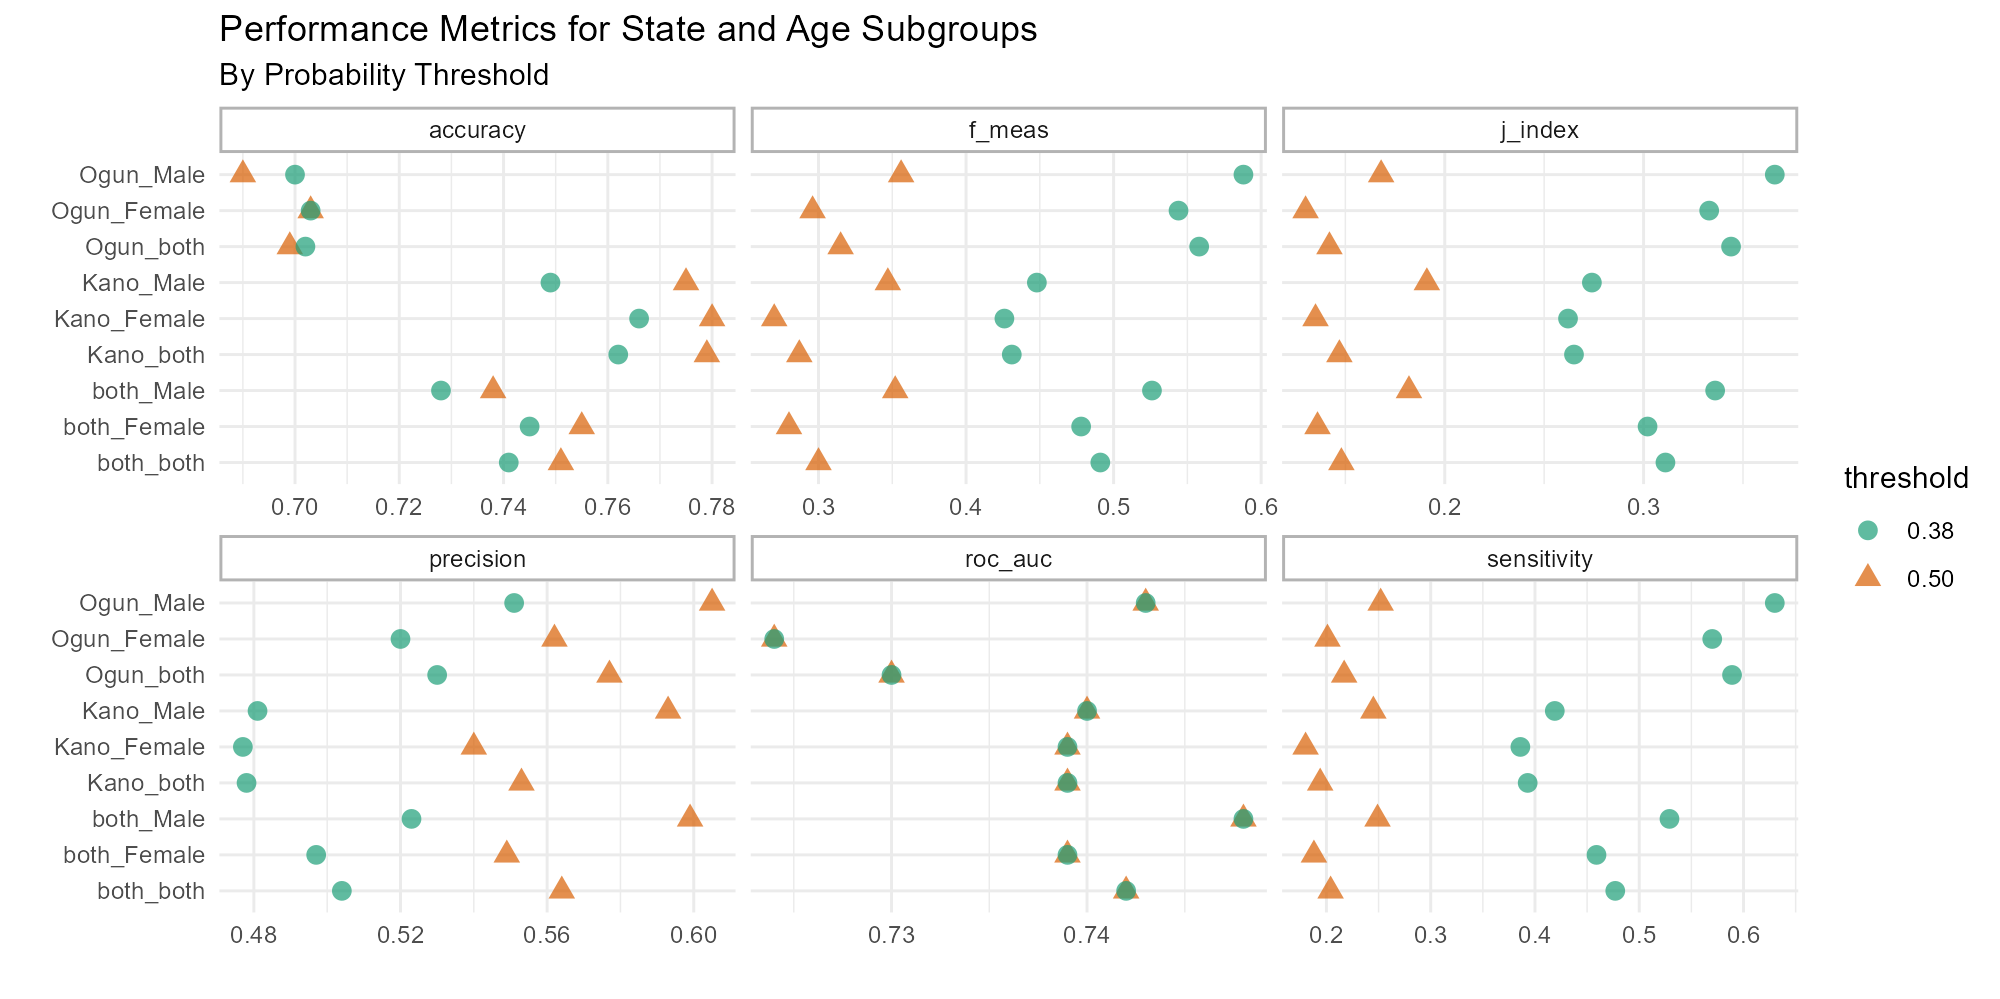 Performance Metrics for State and Age Subgroups
By Probability Threshold
accuracy f_meas j_index
Ogun_Male
Ogun_Female
Ogun_both
Kano_Male
Kano_Female
Kano_both
both_Male
both_Female
both_both
0.70 0.72 0.74 0.76 0.78 0.3 0.4 0.5 0.6 0.2 0.3
precision roc_auc sensitivity
Ogun_Male
Ogun_Female
Ogun_both
Kano_Male
Kano_Female
Kano_both
both_Male
both_Female
both_both
0.48 0.52 0.56 0.60 0.73 0.74 0.2 0.3 0.4 0.5 0.6
threshold
0.38
0.50